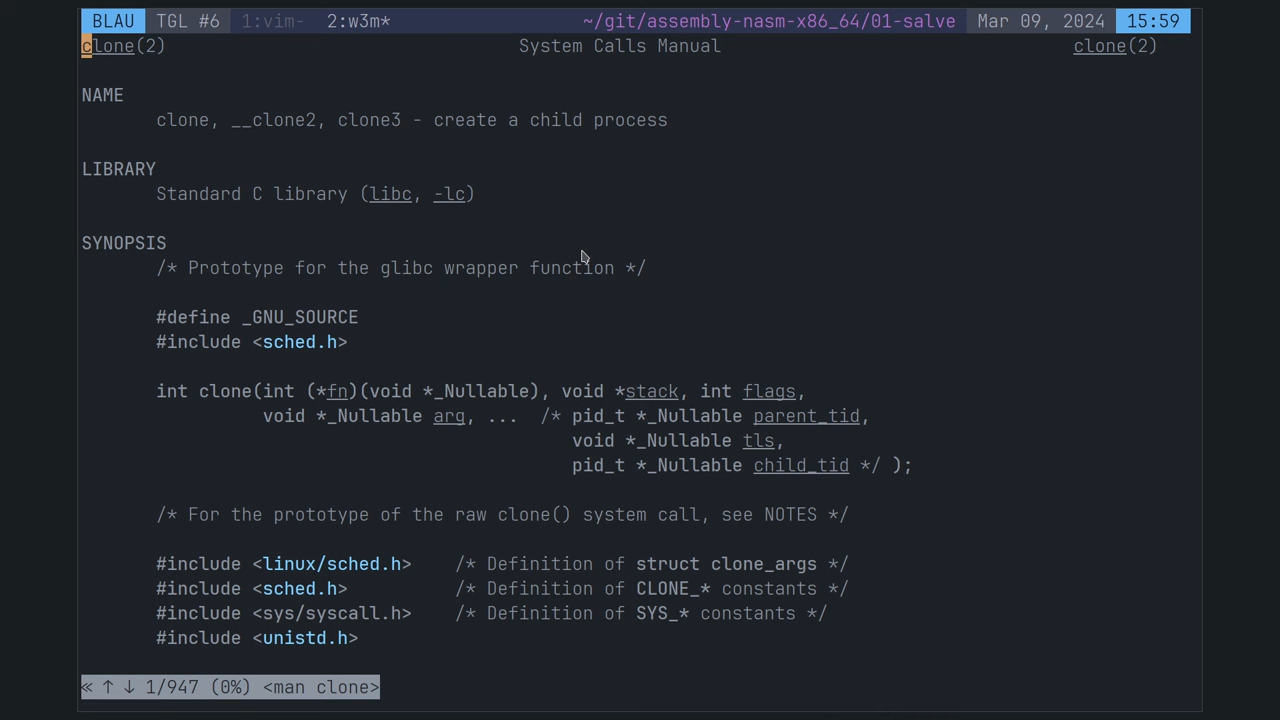 BLAU TGL #6 1:vim- 2:w3m* ~/git/assembly-nasm-x86_64/01-salve Mar 09, 2024 15:59
clone(2) System Calls Manual clone(2)
NAME
clone, __clone2, clone3 - create a child process
LIBRARY
Standard C library (libc, -lc)
SYNOPSIS
/* Prototype for the glibc wrapper function */
#define _GNU_SOURCE
#include <sched.h>
int clone(int (*fn)(void *_Nullable), void *stack, int flags,
void *_Nullable arg, ... /* pid_t *_Nullable parent_tid,
void *_Nullable tls,
pid_t *_Nullable child_tid */ );
/* For the prototype of the raw clone() system call, see NOTES */
#include <linux/sched.h> /* Definition of struct clone_args */
#include <sched.h> /* Definition of CLONE_* constants */
#include <sys/syscall.h> /* Definition of SYS_* constants */
#include <unistd.h>
« ↑ ↓ 1/947 (0%) <man clone>